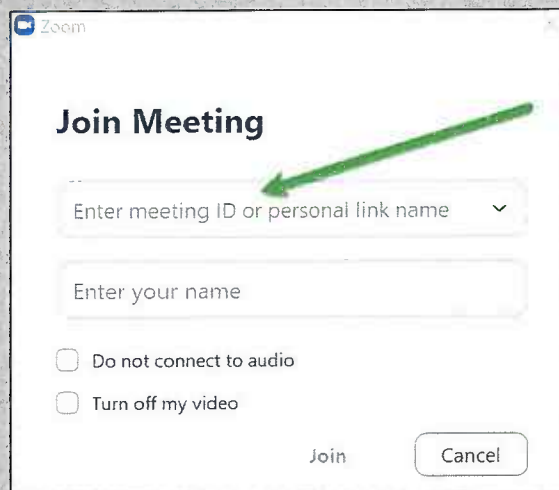 Zoom
Join Meeting
Enter meeting ID or personal link name
Enter your name
Do not connect to audio
Turn off my video
Join
Cancel